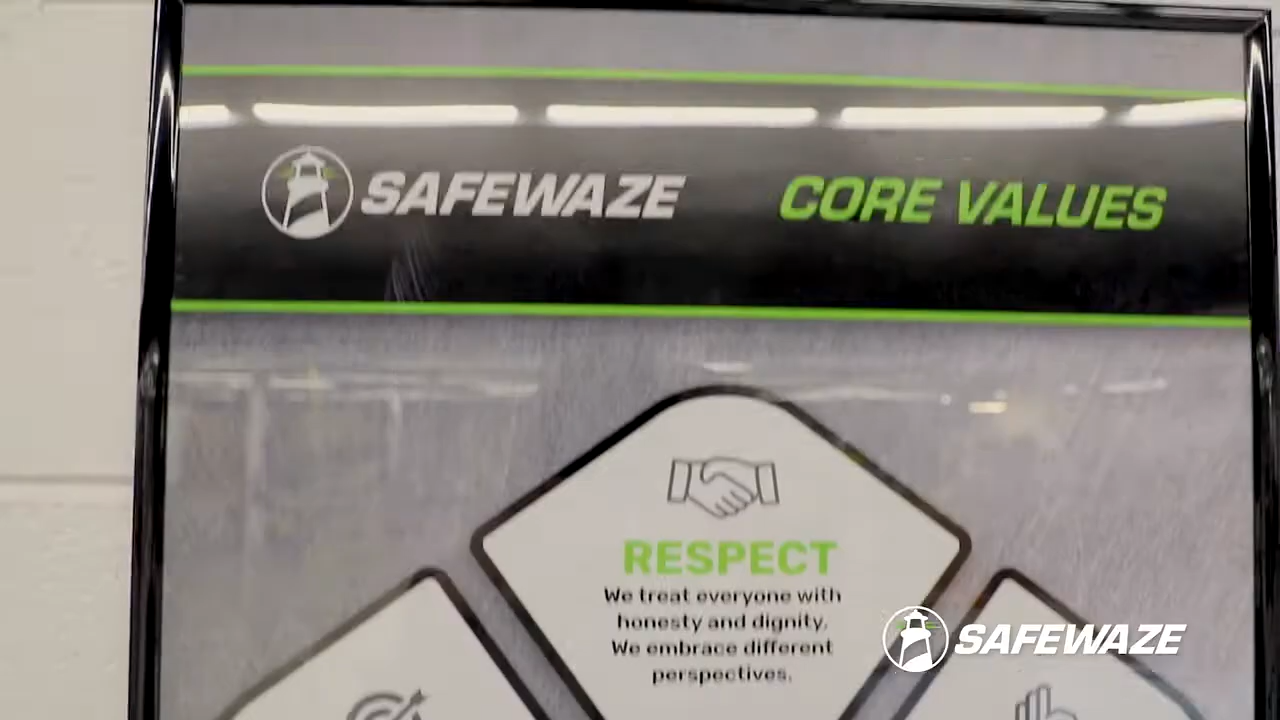 SAFEWAZE CORE VALUES
RESPECT
We treat everyone with
honesty and dignity.
We embrace different
perspectives.
SAFEWAZE